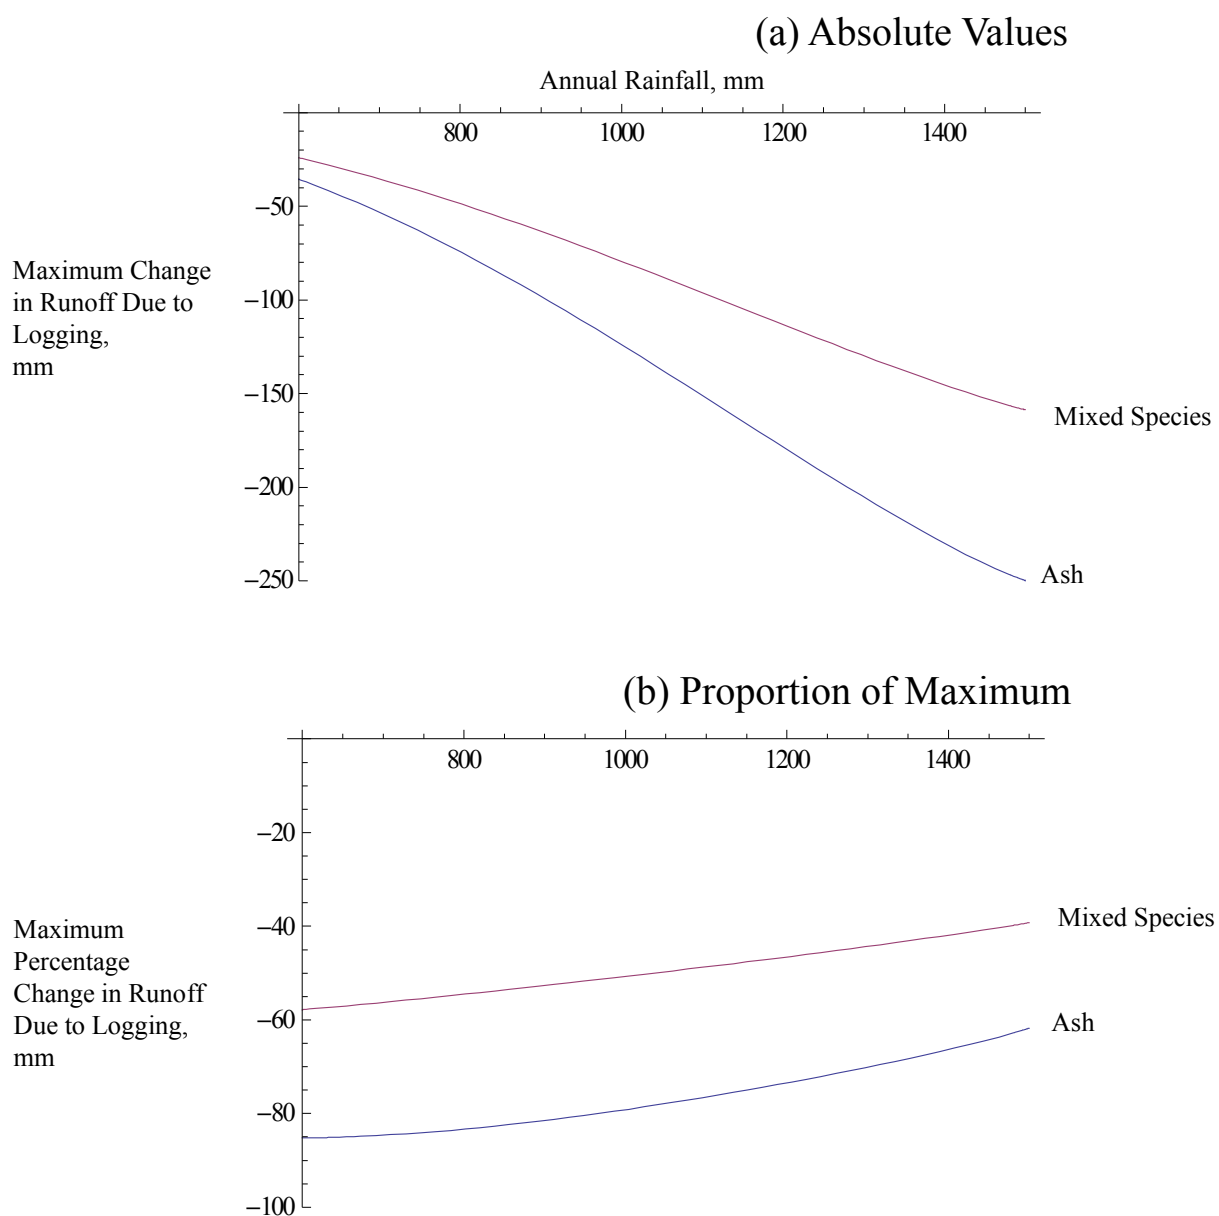 (a) Absolute Values
Annual Rainfall, mm
800 1000 1200 1400
−50
Maximum Change
in Runoff Due to
Logging,
mm
−100
−150
Mixed Species
−200
−250
Ash
(b) Proportion of Maximum
800 1000 1200 1400
−20
−40
Mixed Species
Maximum
Percentage
Change in Runoff
Due to Logging,
mm
−60
Ash
−80
−100